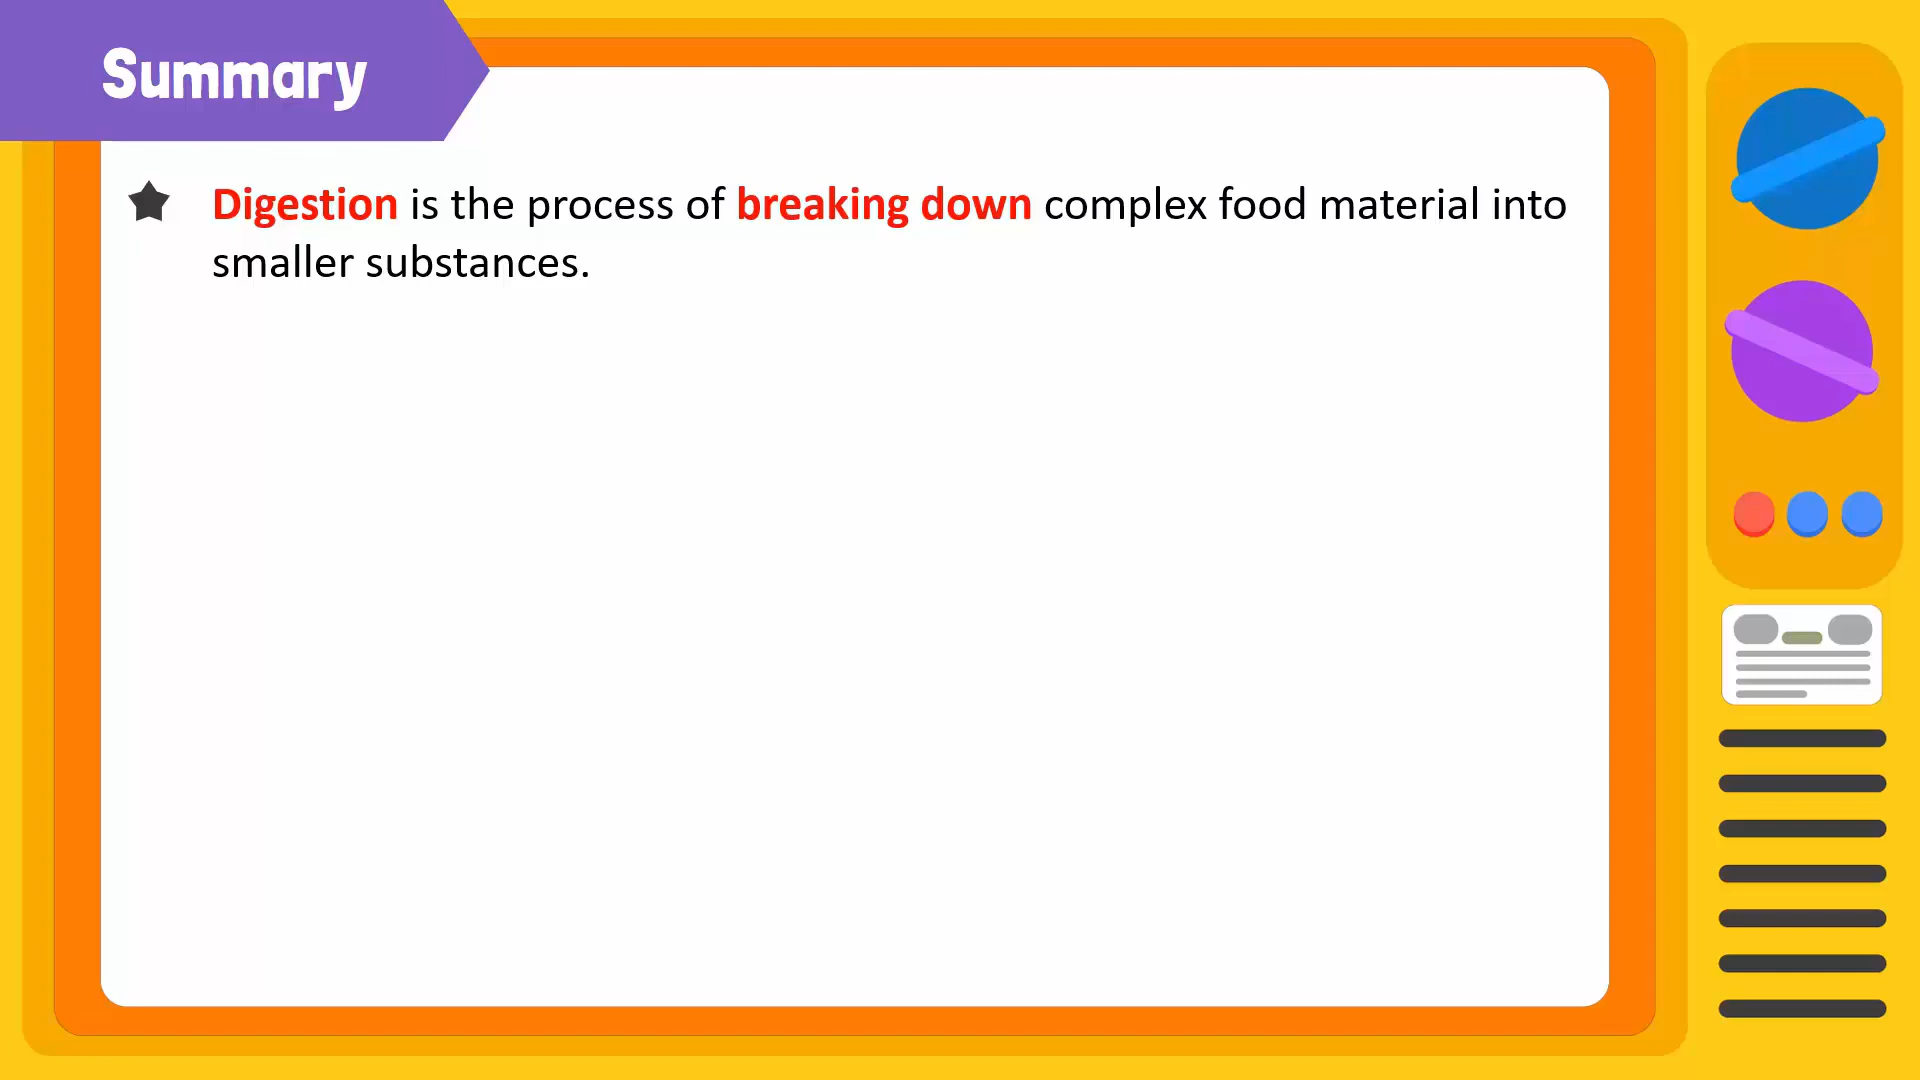 Summary
Digestion is the process of breaking down complex food material into
smaller substances.